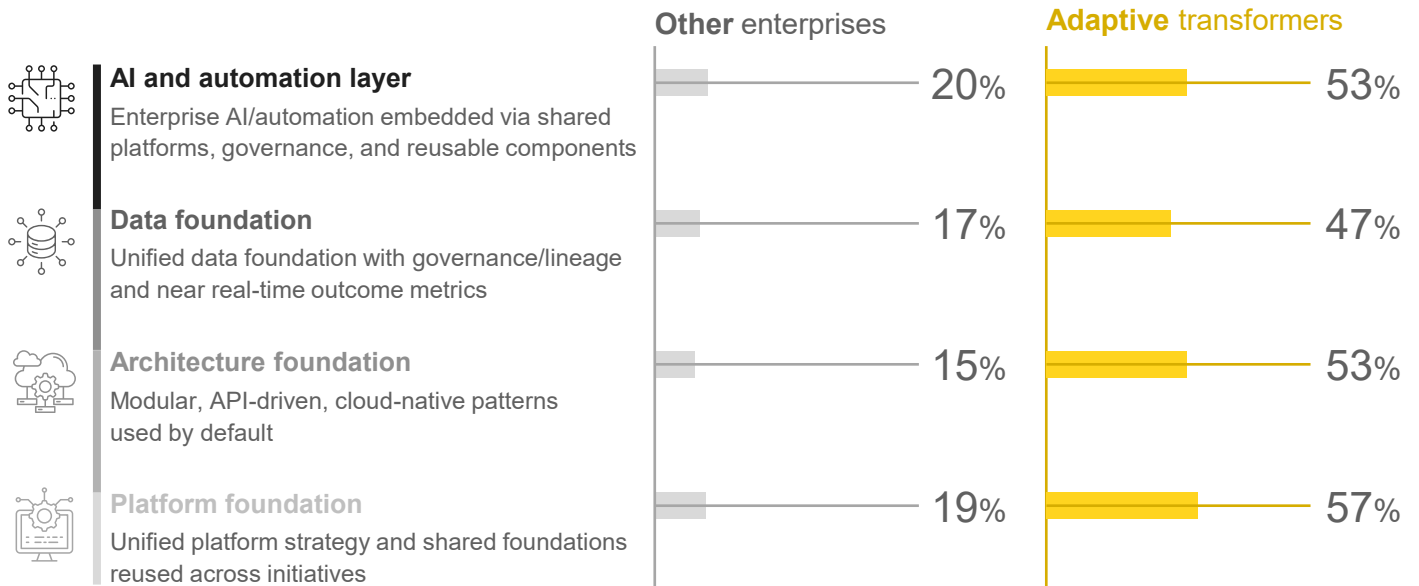 Other enterprises
Adaptive transformers
AI and automation layer
Enterprise AI/automation embedded via shared
platforms, governance, and reusable components
20%
53%
Data foundation
Unified data foundation with governance/lineage
and near real-time outcome metrics
17%
47%
Architecture foundation
Modular, API-driven, cloud-native patterns
used by default
15%
53%
Platform foundation
Unified platform strategy and shared foundations
reused across initiatives
19%
57%